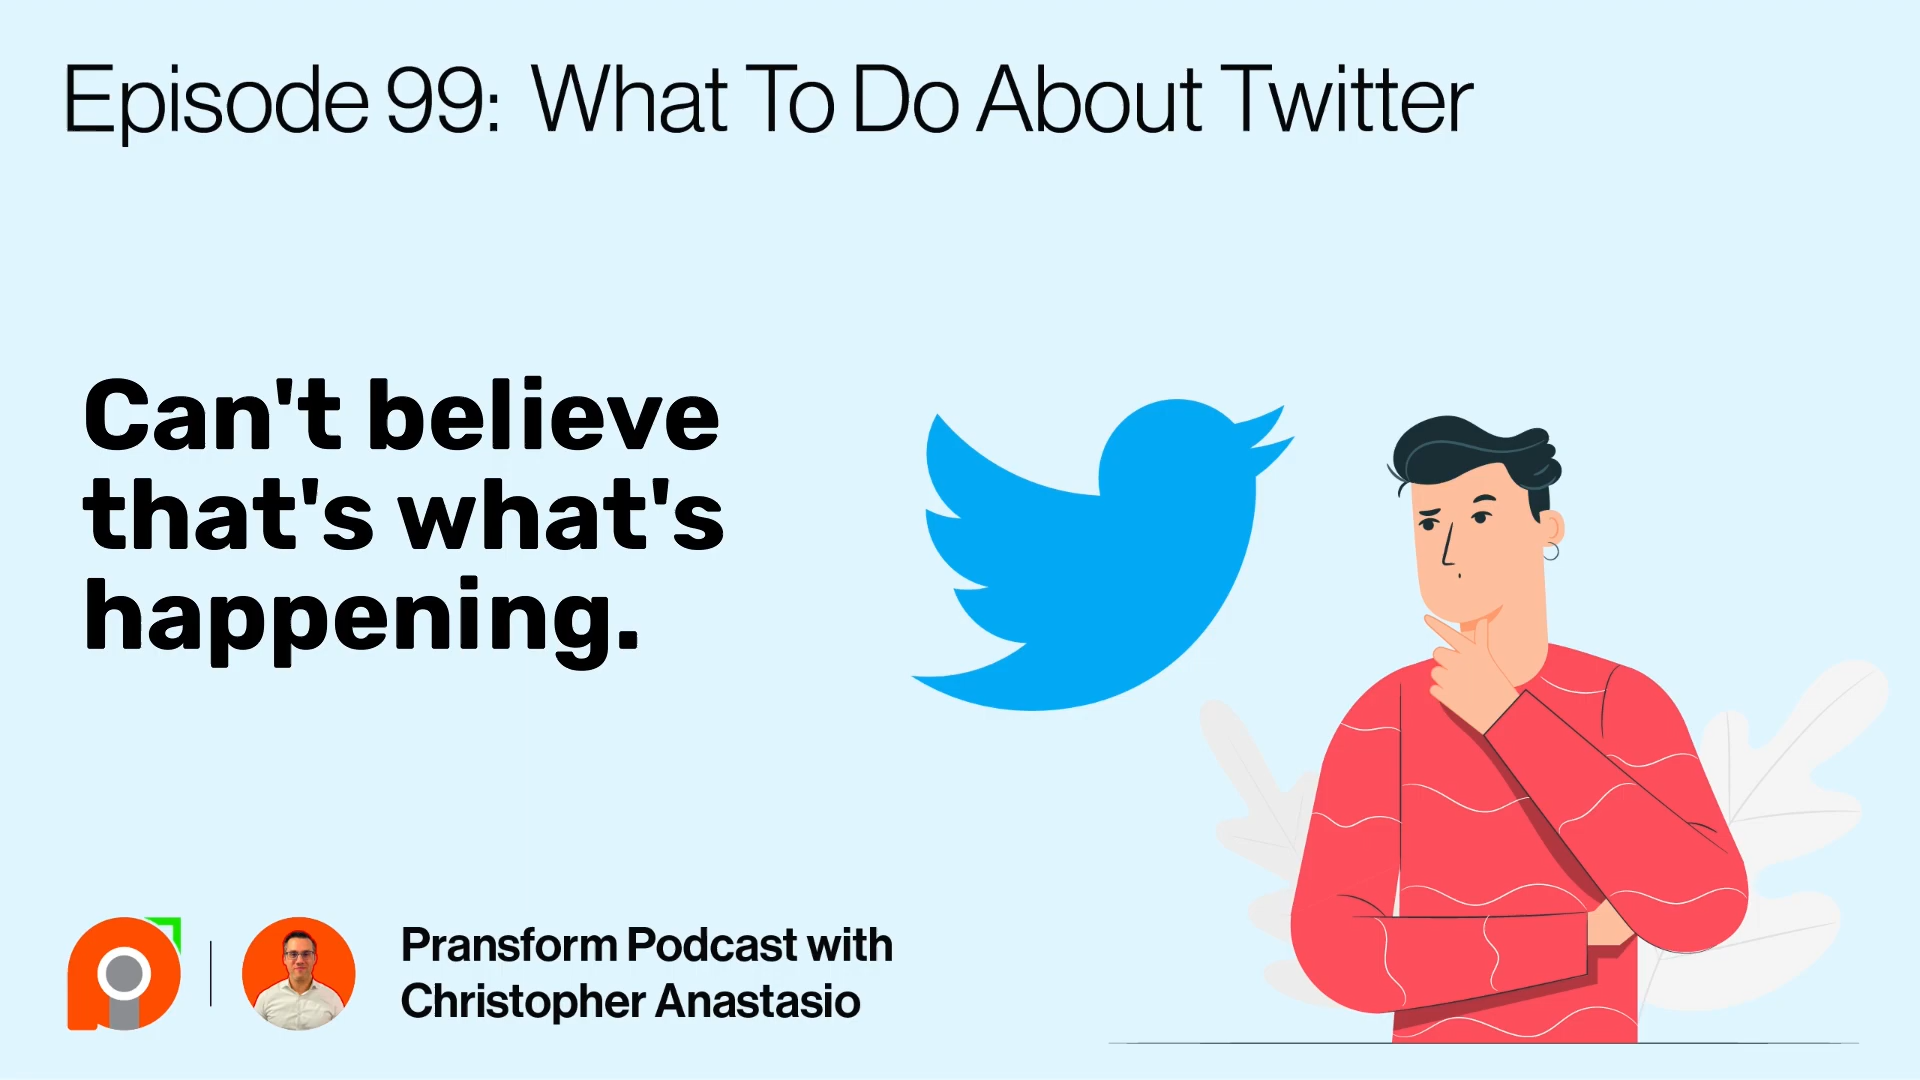 Episode 99: What To Do About Twitter
Can't believe
that's what's
happening.
Pransform Podcast with
Christopher Anastasio